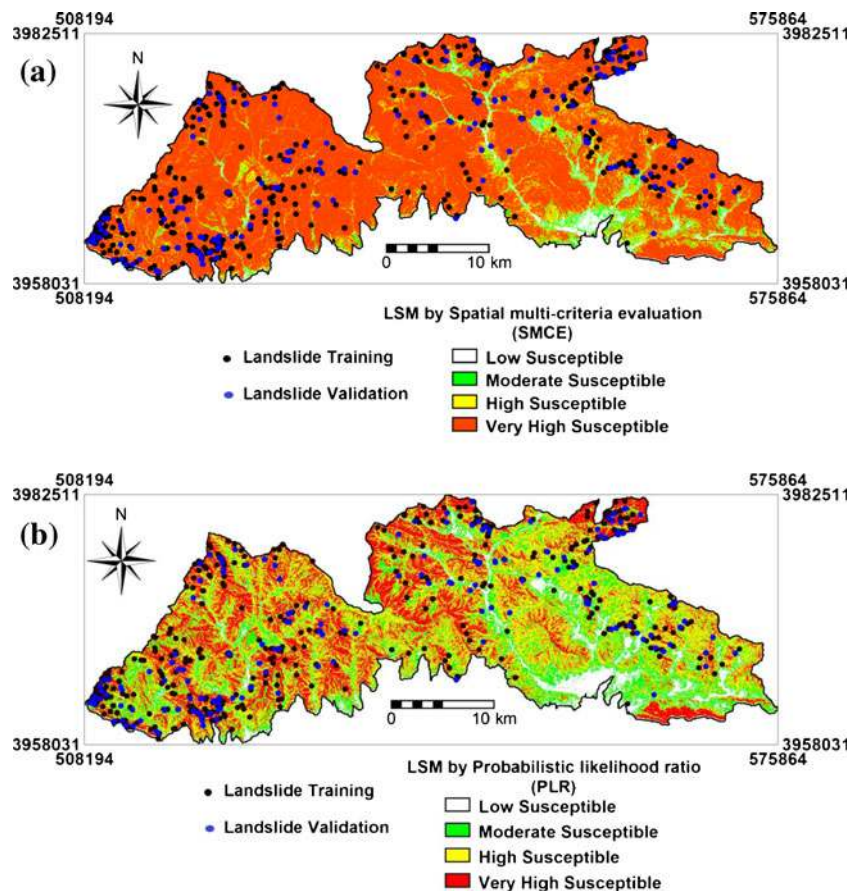 508194
575864
3982511
3982511
(a)
N
0
10 km
3958031
3958031
508194
575864
LSM by Spatial multi-criteria evaluation
(SMCE)
Landslide Training
Landslide Validation
Low Susceptible
Moderate Susceptible
High Susceptible
Very High Susceptible
508194
575864
3982511
3982511
(b)
N
0
10 km
3958031
3958031
508194
575864
LSM by Probabilistic likelihood ratio
(PLR)
Landslide Training
Landslide Validation
Low Susceptible
Moderate Susceptible
High Susceptible
Very High Susceptible